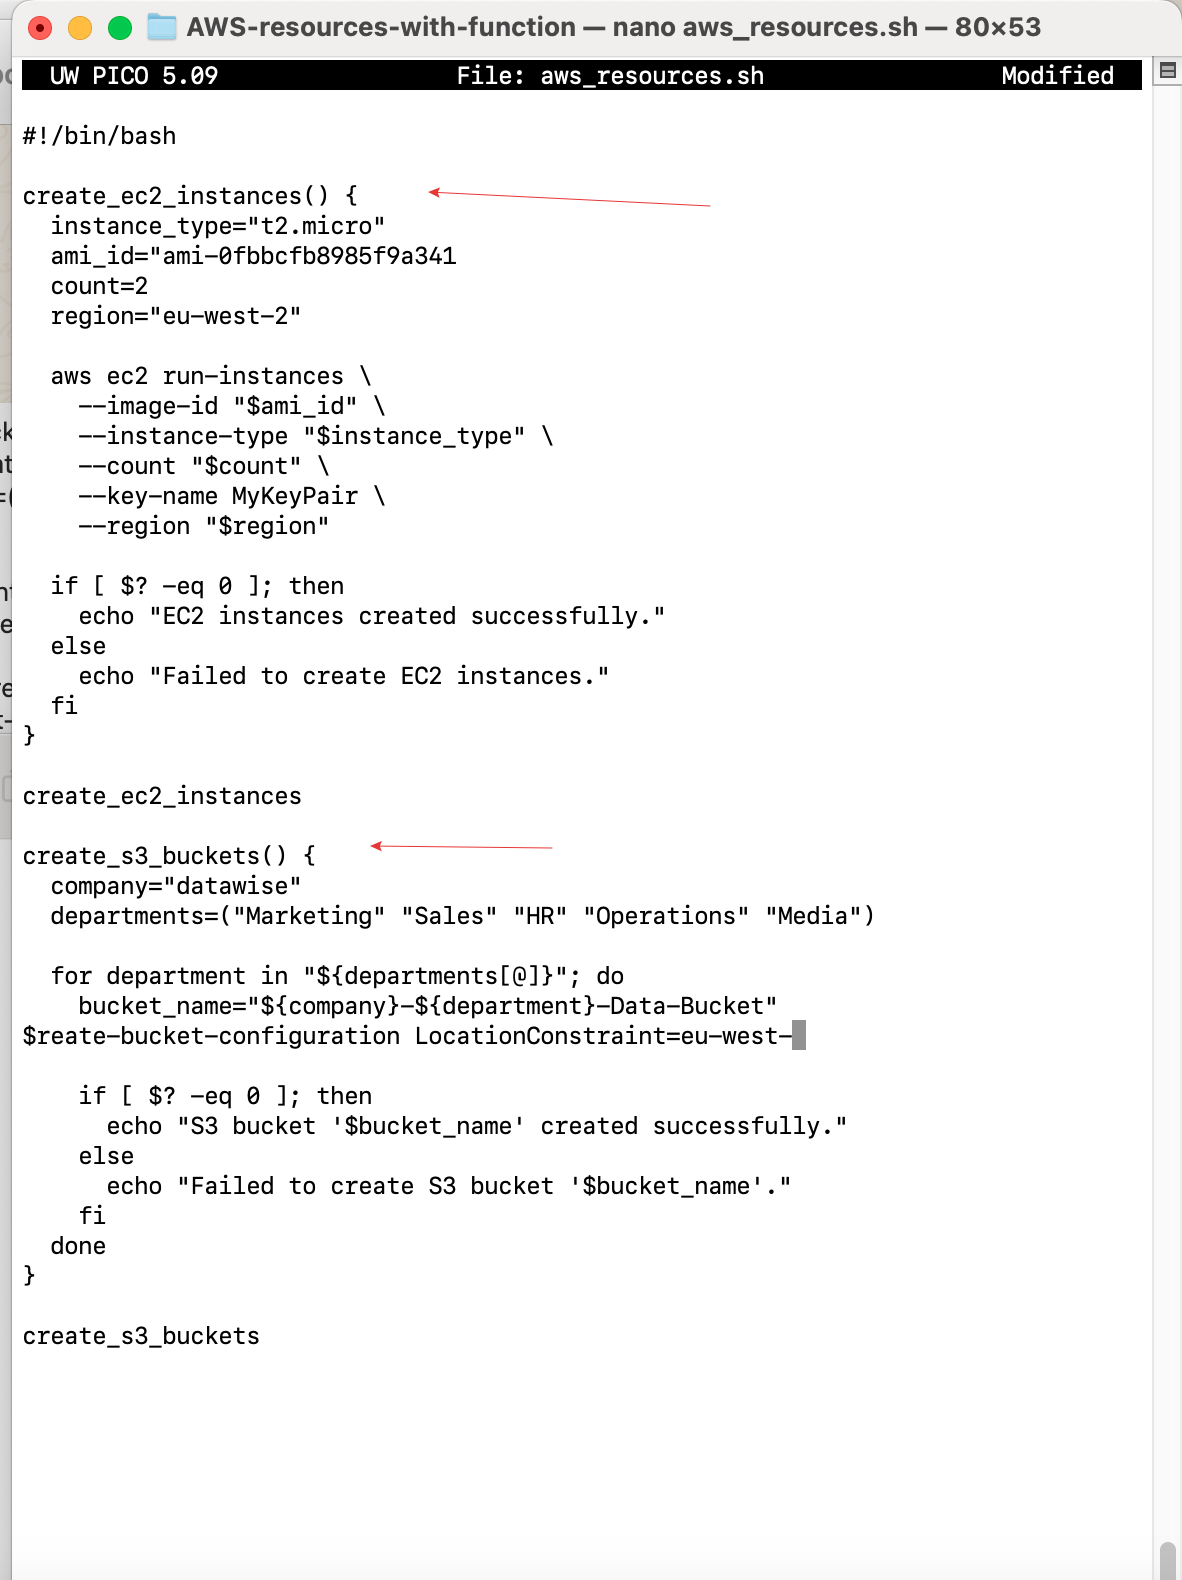 AWS-resources-with-function — nano aws_resources.sh — 80×53
UW PICO 5.09 File: aws_resources.sh Modified
#!/bin/bash
create_ec2_instances() {
  instance_type="t2.micro"
  ami_id="ami-0fbbcfb8985f9a341
  count=2
  region="eu-west-2"
  aws ec2 run-instances \
    --image-id "$ami_id" \
    --instance-type "$instance_type" \
    --count "$count" \
    --key-name MyKeyPair \
    --region "$region"
  if [ $? -eq 0 ]; then
    echo "EC2 instances created successfully."
  else
    echo "Failed to create EC2 instances."
  fi
}
create_ec2_instances
create_s3_buckets() {
  company="datawise"
  departments=("Marketing" "Sales" "HR" "Operations" "Media")
  for department in "${departments[@]}"; do
    bucket_name="${company}-${department}-Data-Bucket"
$reate-bucket-configuration LocationConstraint=eu-west-
    if [ $? -eq 0 ]; then
      echo "S3 bucket '$bucket_name' created successfully."
    else
      echo "Failed to create S3 bucket '$bucket_name'."
    fi
  done
}
create_s3_buckets